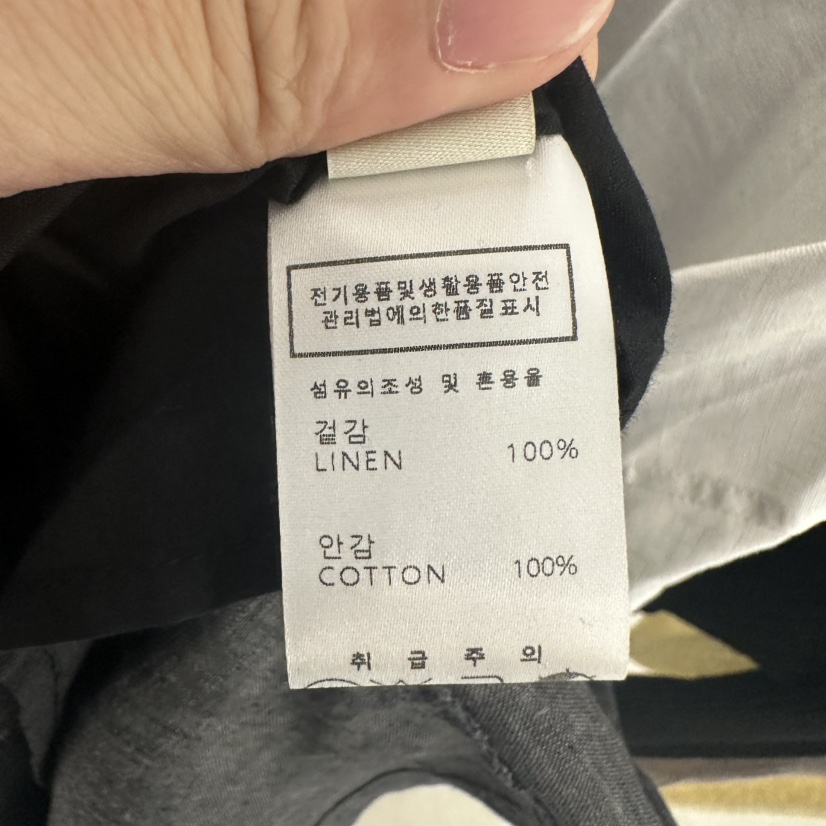 전기용품및생활용품안전
관리법에의한품질표시
섬유의조성 및 혼용율
겉감
LINEN 100%
안감
COTTON 100%
취 급 주 의